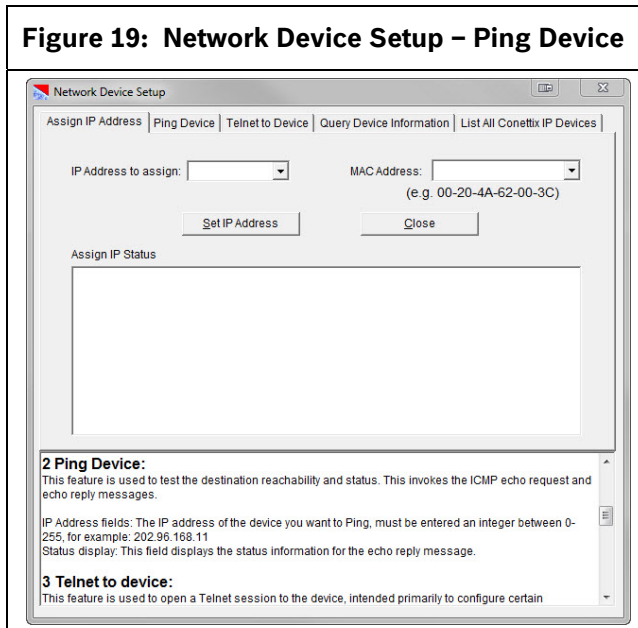 Figure 19: Network Device Setup – Ping Device
Network Device Setup
Assign IP Address Ping Device Telnet to Device Query Device Information List All Conettix IP Devices
IP Address to assign: MAC Address:
(e.g. 00-20-4A-62-00-3C)
Set IP Address Close
Assign IP Status
2 Ping Device:
This feature is used to test the destination reachability and status. This invokes the ICMP echo request and
echo reply messages.
IP Address fields: The IP address of the device you want to Ping, must be entered an integer between 0-
255, for example: 202.96.168.11
Status display: This field displays the status information for the echo reply message.
3 Telnet to device:
This feature is used to open a Telnet session to the device, intended primarily to configure certain